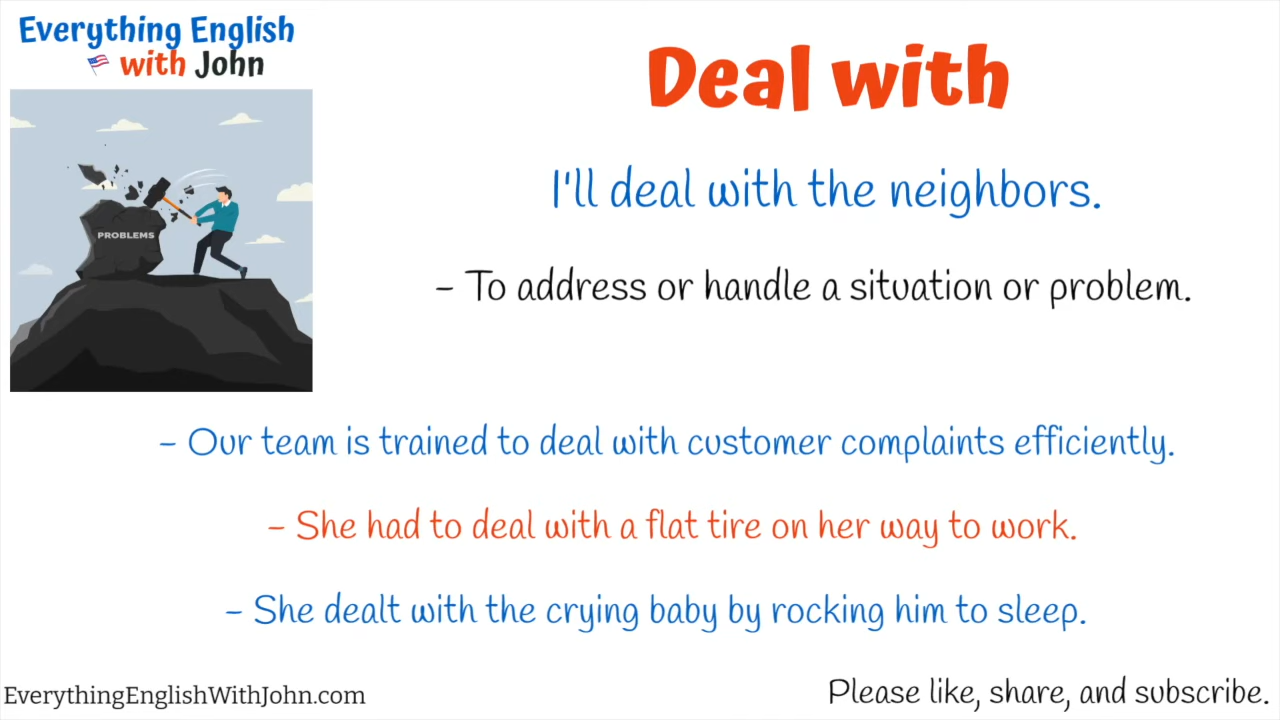 Everything English
with John
Deal with
PROBLEMS
I'll deal with the neighbors.
- To address or handle a situation or problem.
- Our team is trained to deal with customer complaints efficiently.
- She had to deal with a flat tire on her way to work.
- She dealt with the crying baby by rocking him to sleep.
EverythingEnglishWithJohn.com
Please like, share, and subscribe.